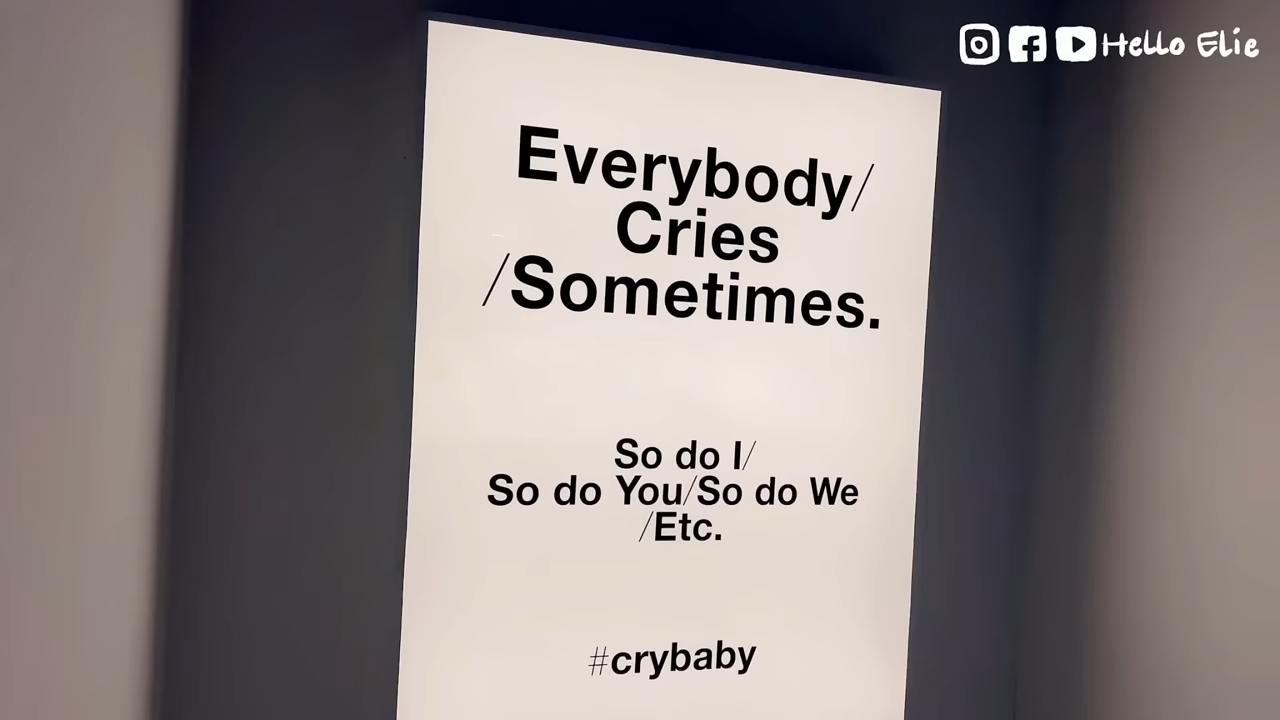 Hello Elie
Everybody/
Cries
/Sometimes.
So do I/
So do You/So do We
/Etc.
#crybaby